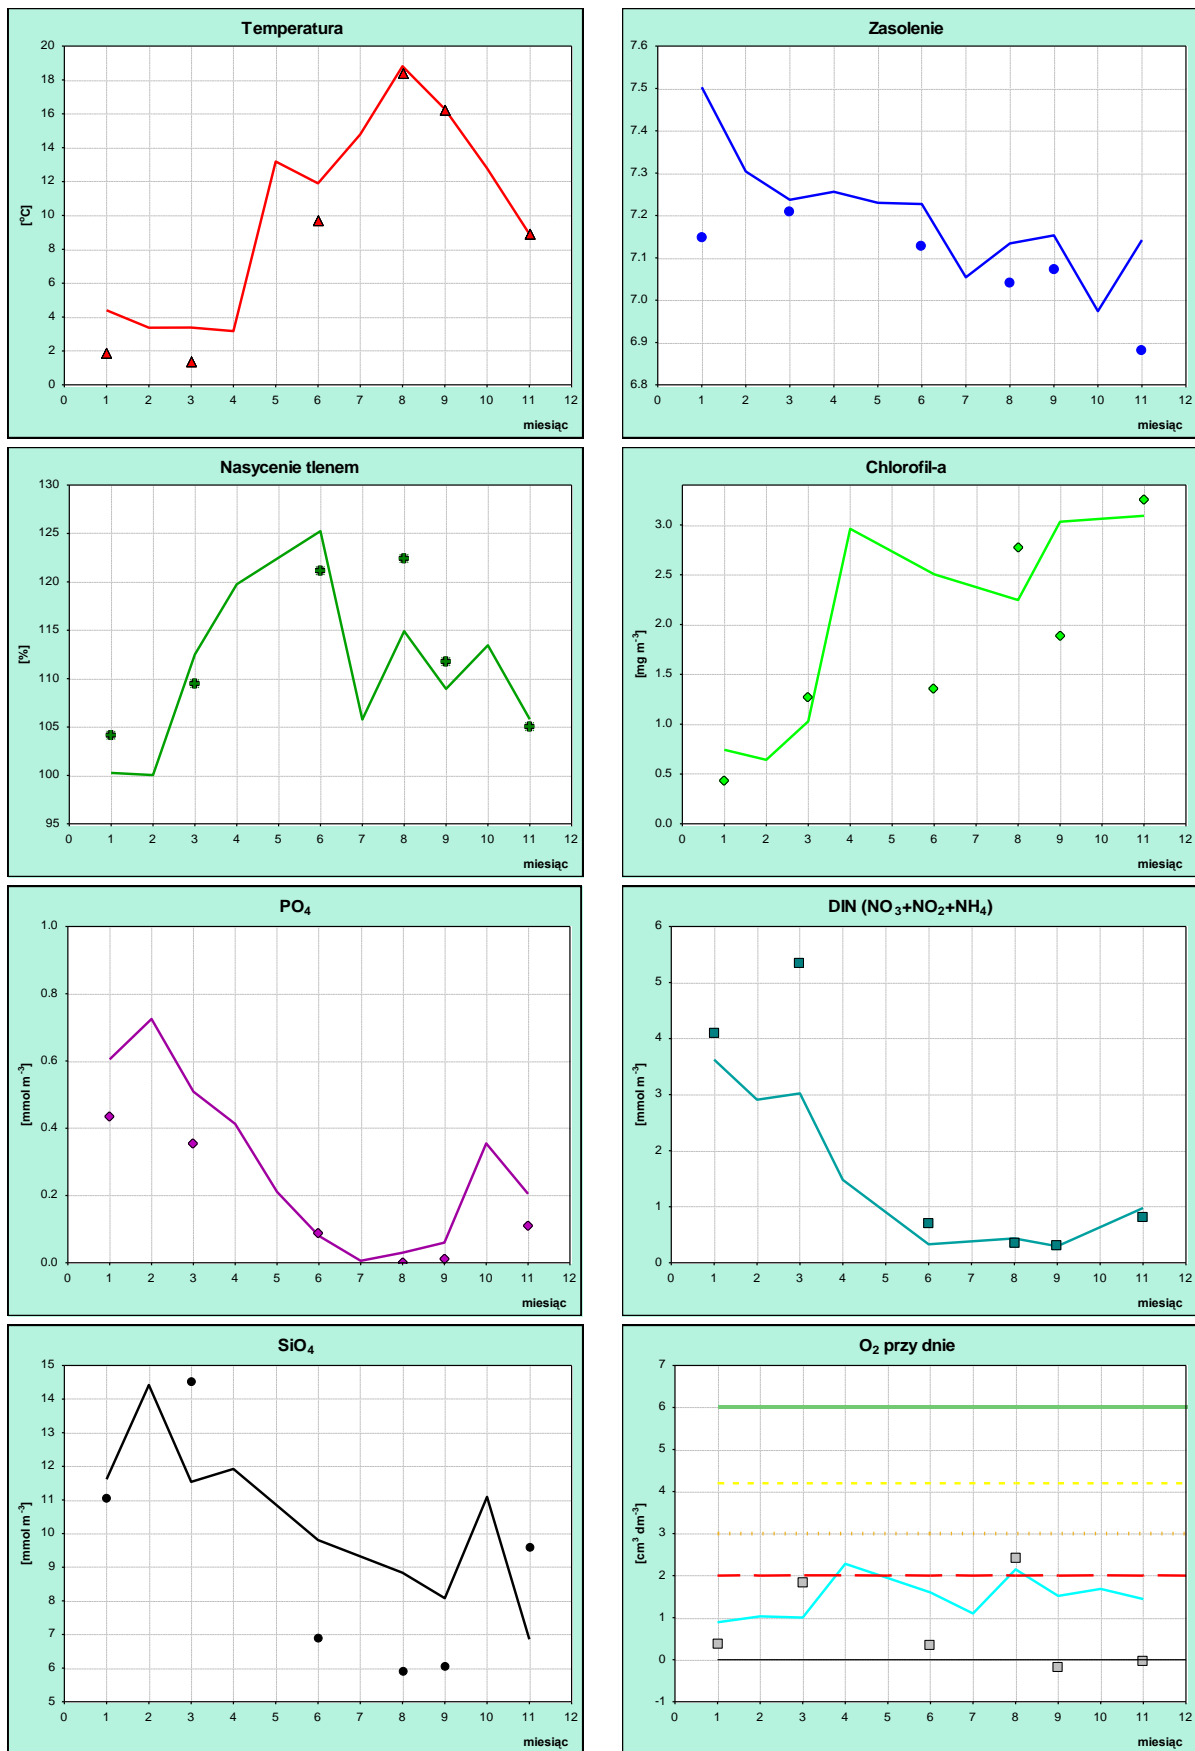 Temperatura
20
18
16
14
12
10
8
6
4
2
0
[°C]
0 1 2 3 4 5 6 7 8 9 10 11 12
miesiąc
Zasolenie
7.6
7.5
7.4
7.3
7.2
7.1
7.0
6.9
6.8
0 1 2 3 4 5 6 7 8 9 10 11 12
miesiąc
Nasycenie tlenem
130
125
120
115
110
105
100
95
[%]
0 1 2 3 4 5 6 7 8 9 10 11 12
miesiąc
Chlorofil-a
3.0
2.5
2.0
1.5
1.0
0.5
0.0
[mg m⁻³]
0 1 2 3 4 5 6 7 8 9 10 11 12
miesiąc
PO₄
1.0
0.8
0.6
0.4
0.2
0.0
[mmol m⁻³]
0 1 2 3 4 5 6 7 8 9 10 11 12
miesiąc
DIN (NO₃+NO₂+NH₄)
6
5
4
3
2
1
0
[mmol m⁻³]
0 1 2 3 4 5 6 7 8 9 10 11 12
miesiąc
SiO₄
15
14
13
12
11
10
9
8
7
6
5
[mmol m⁻³]
0 1 2 3 4 5 6 7 8 9 10 11 12
miesiąc
O₂ przy dnie
7
6
5
4
3
2
1
0
-1
[cm³ dm⁻³]
0 1 2 3 4 5 6 7 8 9 10 11 12
miesiąc